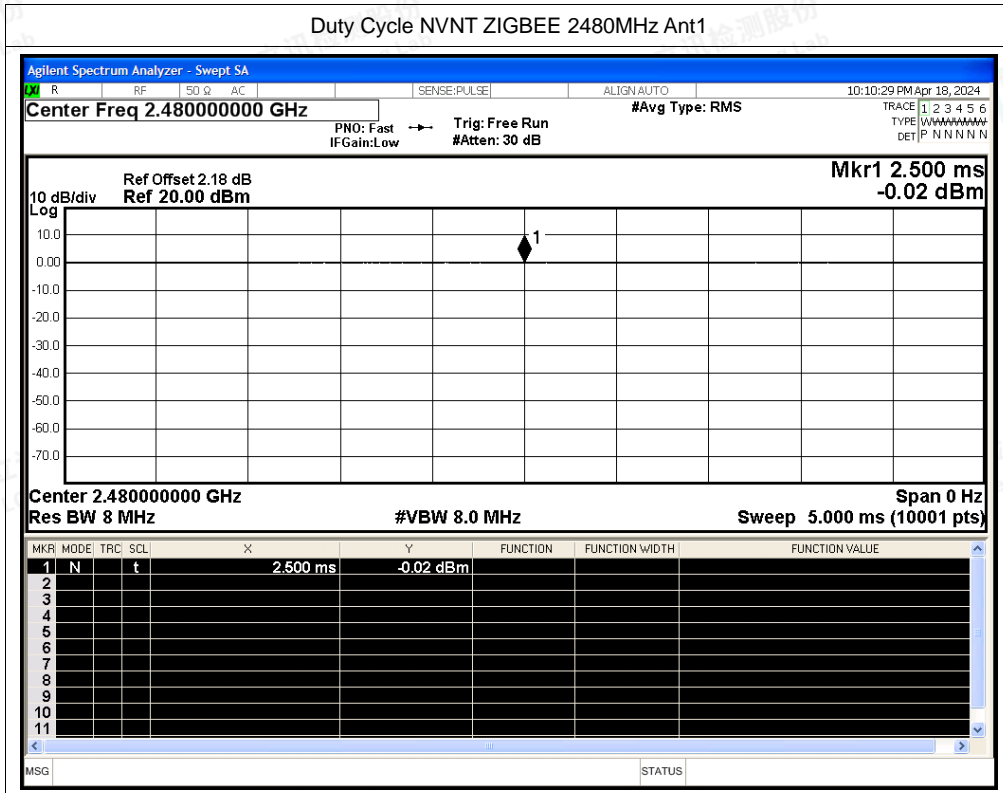 Duty Cycle NVNT ZIGBEE 2480MHz Ant1
Agilent Spectrum Analyzer - Swept SA
LXI R RF 50 Ω AC SENSE:PULSE ALIGN AUTO 10:10:29 PM Apr 18, 2024
Center Freq 2.480000000 GHz #Avg Type: RMS TRACE 1 2 3 4 5 6
PNO: Fast Trig: Free Run TYPE WWWWWW
IFGain:Low #Atten: 30 dB DET P N N N N N
Mkr1 2.500 ms
Ref Offset 2.18 dB
10 dB/div Ref 20.00 dBm -0.02 dBm
Log
10.0
1
0.00
-10.0
-20.0
-30.0
-40.0
-50.0
-60.0
-70.0
Center 2.480000000 GHz Span 0 Hz
Res BW 8 MHz #VBW 8.0 MHz Sweep 5.000 ms (10001 pts)
MKR MODE TRC SCL X Y FUNCTION FUNCTION WIDTH FUNCTION VALUE
1 N t 2.500 ms -0.02 dBm
2
3
4
5
6
7
8
9
10
11
MSG STATUS